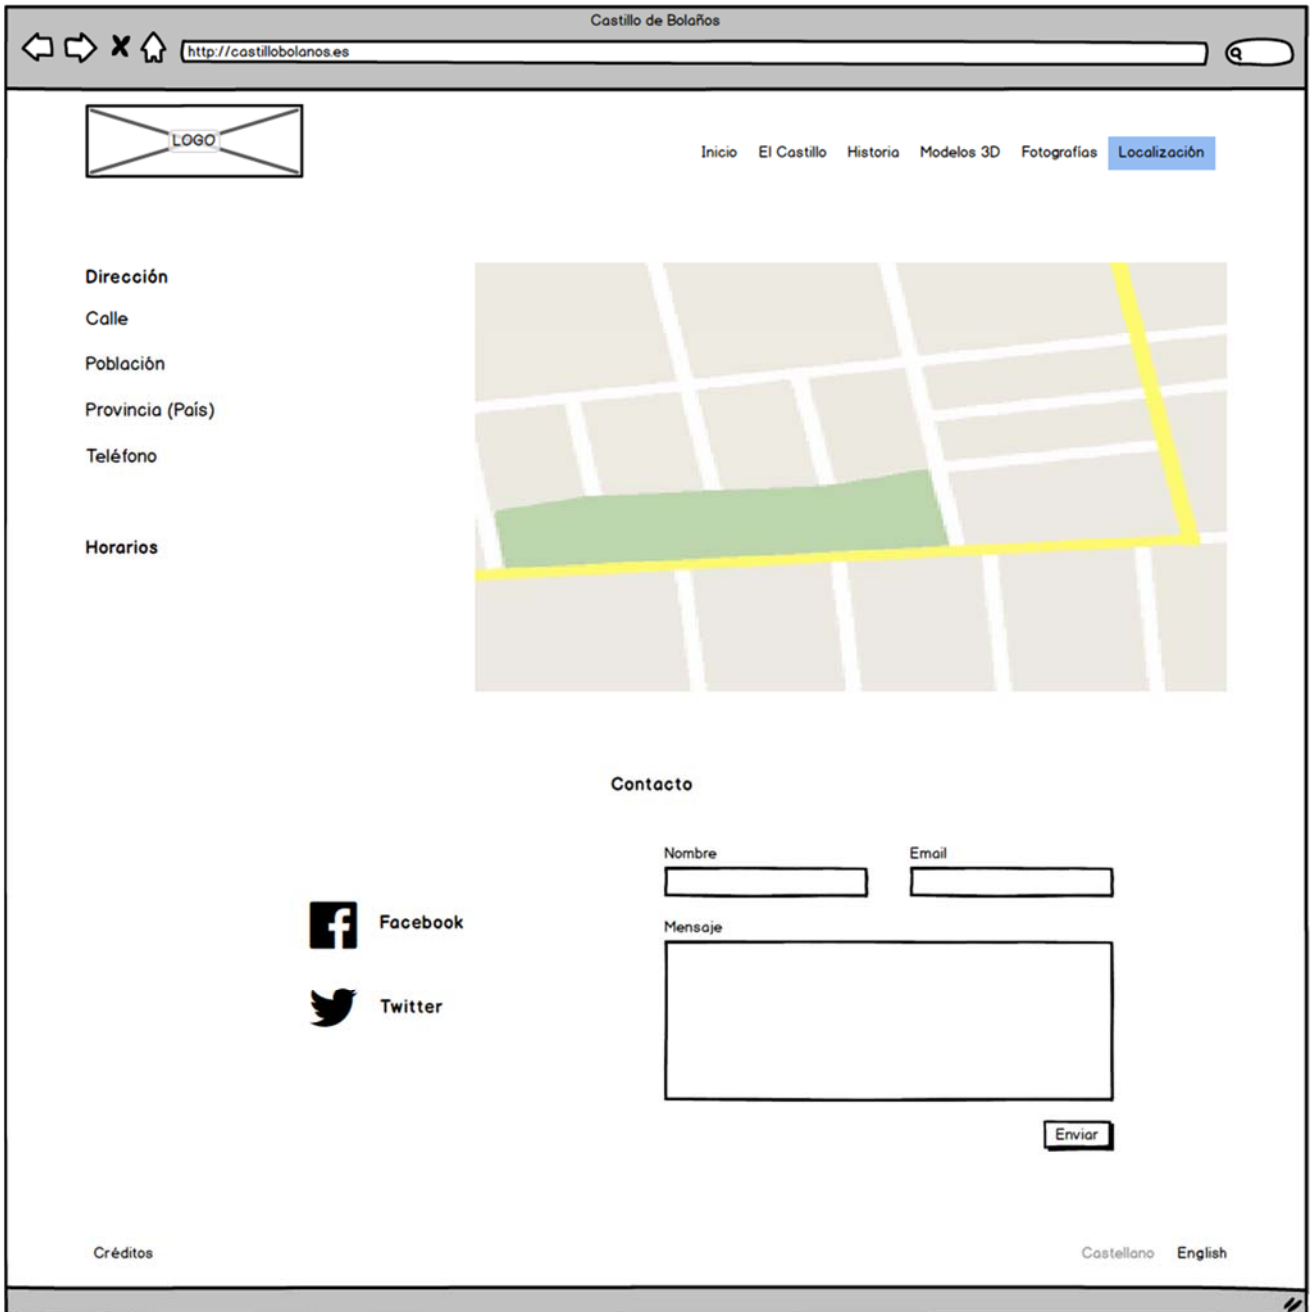 Castillo de Bolaños
http://castillobolanos.es
LOGO
Inicio El Castillo Historia Modelos 3D Fotografías Localización
Dirección
Calle
Población
Provincia (País)
Teléfono
Horarios
Contacto
Nombre Email
Facebook
Mensaje
Twitter
Enviar
Créditos Castellano English